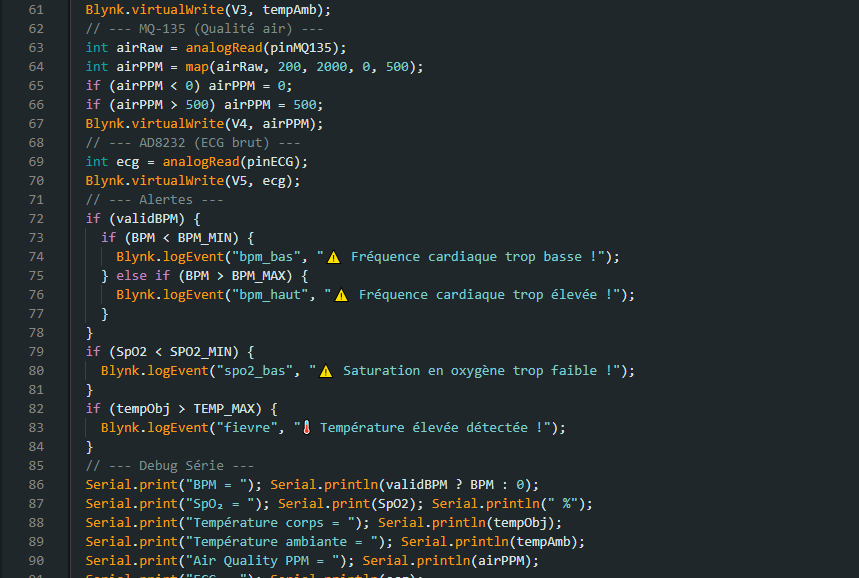 61 Blynk.virtualWrite(V3, tempAmb);
62 // --- MQ-135 (Qualité air) ---
63 int airRaw = analogRead(pinMQ135);
64 int airPPM = map(airRaw, 200, 2000, 0, 500);
65 if (airPPM < 0) airPPM = 0;
66 if (airPPM > 500) airPPM = 500;
67 Blynk.virtualWrite(V4, airPPM);
68 // --- AD8232 (ECG brut) ---
69 int ecg = analogRead(pinECG);
70 Blynk.virtualWrite(V5, ecg);
71 // --- Alertes ---
72 if (validBPM) {
73 if (BPM < BPM_MIN) {
74 Blynk.logEvent("bpm_bas", "⚠️ Fréquence cardiaque trop basse !");
75 } else if (BPM > BPM_MAX) {
76 Blynk.logEvent("bpm_haut", "⚠️ Fréquence cardiaque trop élevée !");
77 }
78 }
79 if (SpO2 < SPO2_MIN) {
80 Blynk.logEvent("spo2_bas", "⚠️ Saturation en oxygène trop faible !");
81 }
82 if (tempObj > TEMP_MAX) {
83 Blynk.logEvent("fievre", "🌡️ Température élevée détectée !");
84 }
85 // --- Debug Série ---
86 Serial.print("BPM = "); Serial.println(validBPM ? BPM : 0);
87 Serial.print("SpO₂ = "); Serial.print(SpO2); Serial.println(" %");
88 Serial.print("Température corps = "); Serial.println(tempObj);
89 Serial.print("Température ambiante = "); Serial.println(tempAmb);
90 Serial.print("Air Quality PPM = "); Serial.println(airPPM);